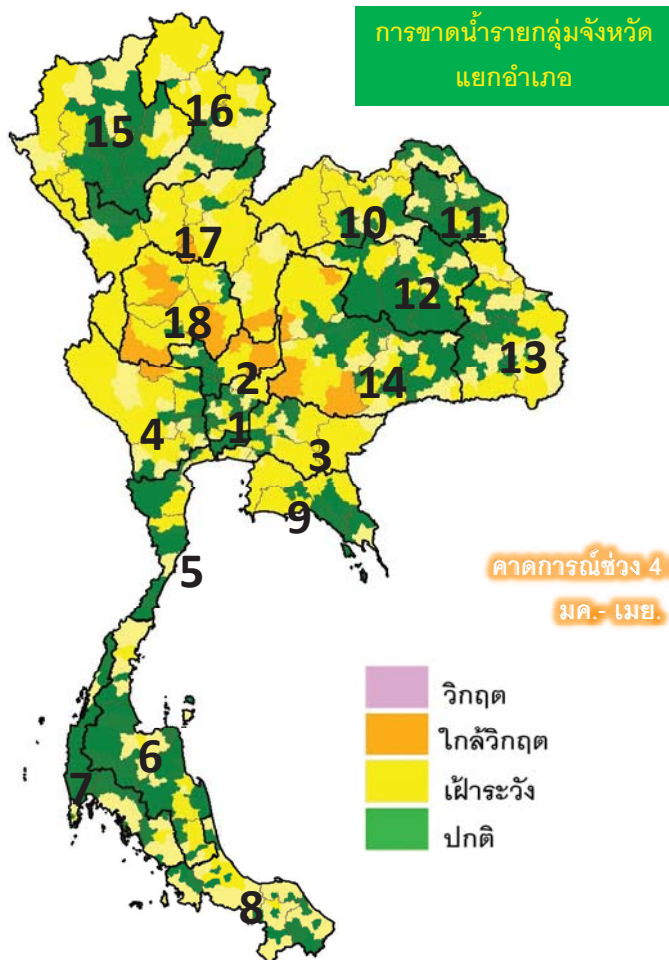 การขาดน้ำรายกลุ่มจังหวัด
แยกอำเภอ
16
15
10
11
17
12
18
13
2
14
1
4
3
9
5
คาดการณ์ช่วง 4
มค.- เมย.
วิกฤต
ใกล้วิกฤต
6
เฝ้าระวัง
7
ปกติ
8